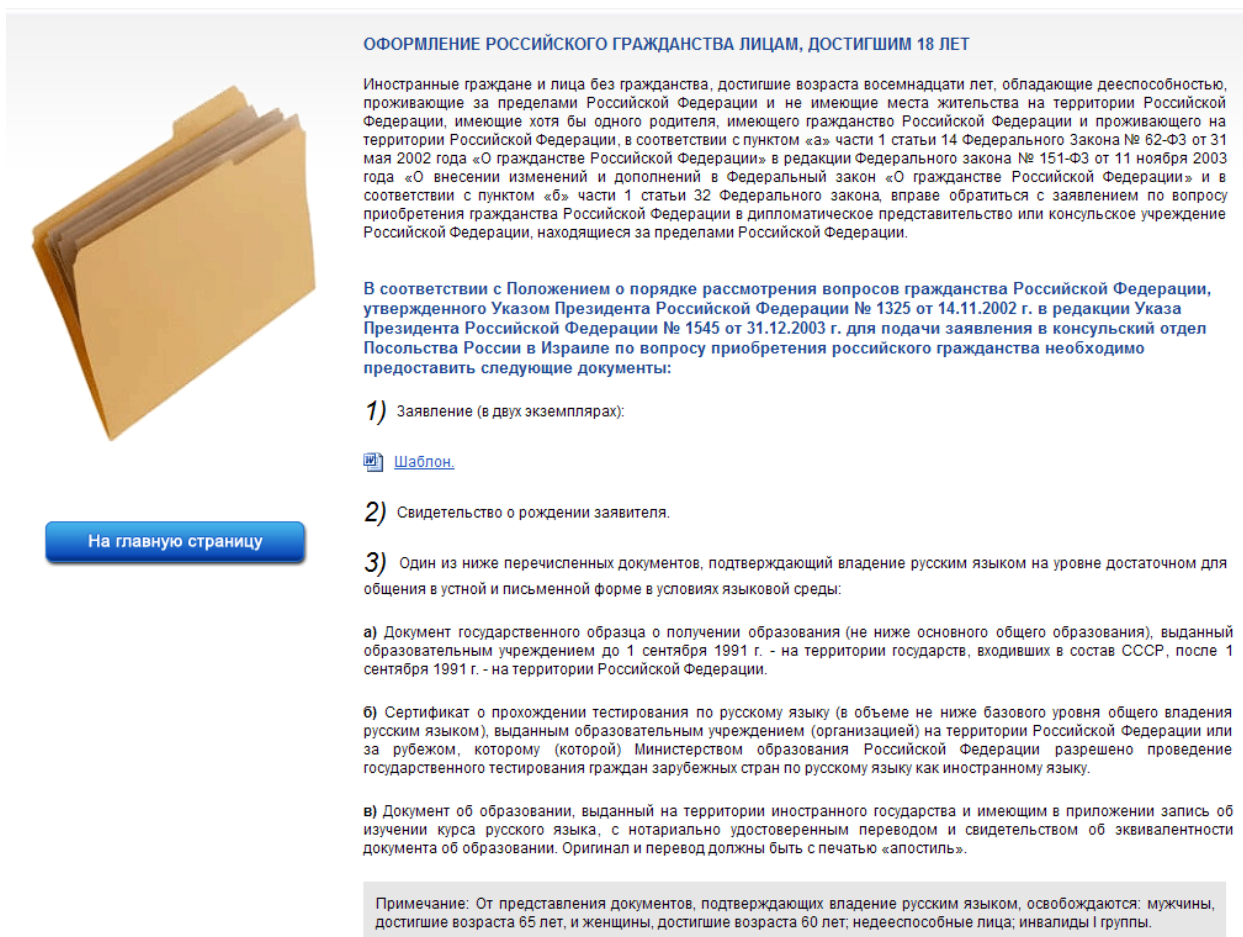 ОФОРМЛЕНИЕ РОССИЙСКОГО ГРАЖДАНСТВА ЛИЦАМ, ДОСТИГШИМ 18 ЛЕТ
Иностранные граждане и лица без гражданства, достигшие возраста восемнадцати лет, обладающие дееспособностью,
проживающие за пределами Российской Федерации и не имеющие места жительства на территории Российской
Федерации, имеющие хотя бы одного родителя, имеющего гражданство Российской Федерации и проживающего на
территории Российской Федерации, в соответствии с пунктом «а» части 1 статьи 14 Федерального Закона № 62-ФЗ от 31
мая 2002 года «О гражданстве Российской Федерации» в редакции Федерального закона № 151-ФЗ от 11 ноября 2003
года «О внесении изменений и дополнений в Федеральный закон «О гражданстве Российской Федерации» и в
соответствии с пунктом «б» части 1 статьи 32 Федерального закона, вправе обратиться с заявлением по вопросу
приобретения гражданства Российской Федерации в дипломатическое представительство или консульское учреждение
Российской Федерации, находящиеся за пределами Российской Федерации.
В соответствии с Положением о порядке рассмотрения вопросов гражданства Российской Федерации,
утвержденного Указом Президента Российской Федерации № 1325 от 14.11.2002 г. в редакции Указа
Президента Российской Федерации № 1545 от 31.12.2003 г. для подачи заявления в консульский отдел
Посольства России в Израиле по вопросу приобретения российского гражданства необходимо
предоставить следующие документы:
1) Заявление (в двух экземплярах):
Шаблон.
2) Свидетельство о рождении заявителя.
На главную страницу
3) Один из ниже перечисленных документов, подтверждающий владение русским языком на уровне достаточном для
общения в устной и письменной форме в условиях языковой среды:
а) Документ государственного образца о получении образования (не ниже основного общего образования), выданный
образовательным учреждением до 1 сентября 1991 г. - на территории государств, входивших в состав СССР, после 1
сентября 1991 г. - на территории Российской Федерации.
б) Сертификат о прохождении тестирования по русскому языку (в объеме не ниже базового уровня общего владения
русским языком), выданным образовательным учреждением (организацией) на территории Российской Федерации или
за рубежом, которому (которой) Министерством образования Российской Федерации разрешено проведение
государственного тестирования граждан зарубежных стран по русскому языку как иностранному языку.
в) Документ об образовании, выданный на территории иностранного государства и имеющим в приложении запись об
изучении курса русского языка, с нотариально удостоверенным переводом и свидетельством об эквивалентности
документа об образовании. Оригинал и перевод должны быть с печатью «апостиль».
Примечание: От представления документов, подтверждающих владение русским языком, освобождаются: мужчины,
достигшие возраста 65 лет, и женщины, достигшие возраста 60 лет; недееспособные лица; инвалиды I группы.